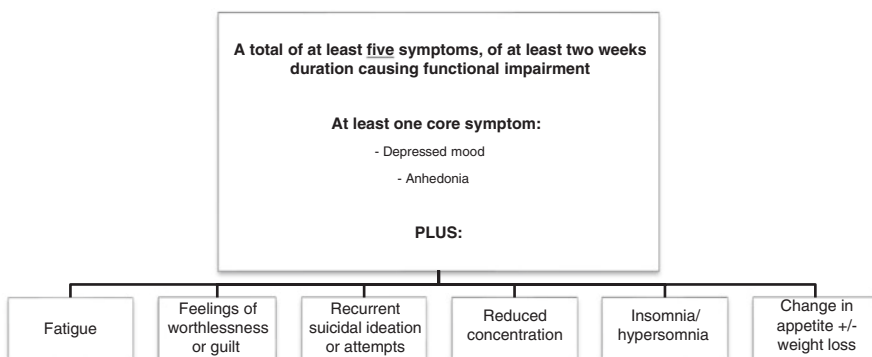 A total of at least five symptoms, of at least two weeks
duration causing functional impairment
At least one core symptom:
- Depressed mood
- Anhedonia
PLUS:
Fatigue
Feelings of
worthlessness
or guilt
Recurrent
suicidal ideation
or attempts
Reduced
concentration
Insomnia/
hypersomnia
Change in
appetite +/-
weight loss